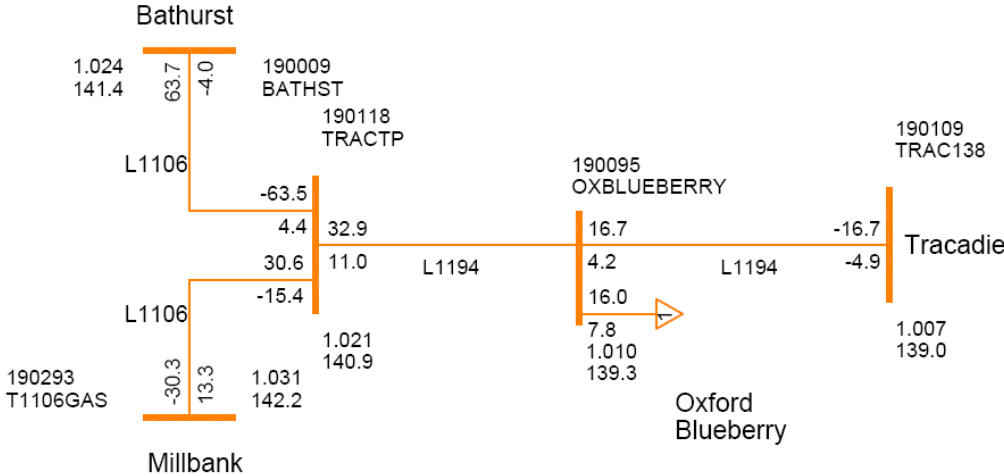 Bathurst
1.024
141.4
63.7
-4.0
190009
BATHST
190118
TRACTP
L1106
-63.5
4.4
30.6
-15.4
32.9
11.0
L1194
190095
OXBLUEBERRY
16.7
4.2
16.0
7.8
1
1.010
139.3
L1194
190109
TRAC138
-16.7
-4.9
Tracadie
1.007
139.0
L1106
1.021
140.9
190293
T1106GAS
-30.3
13.3
1.031
142.2
Oxford
Blueberry
Millbank